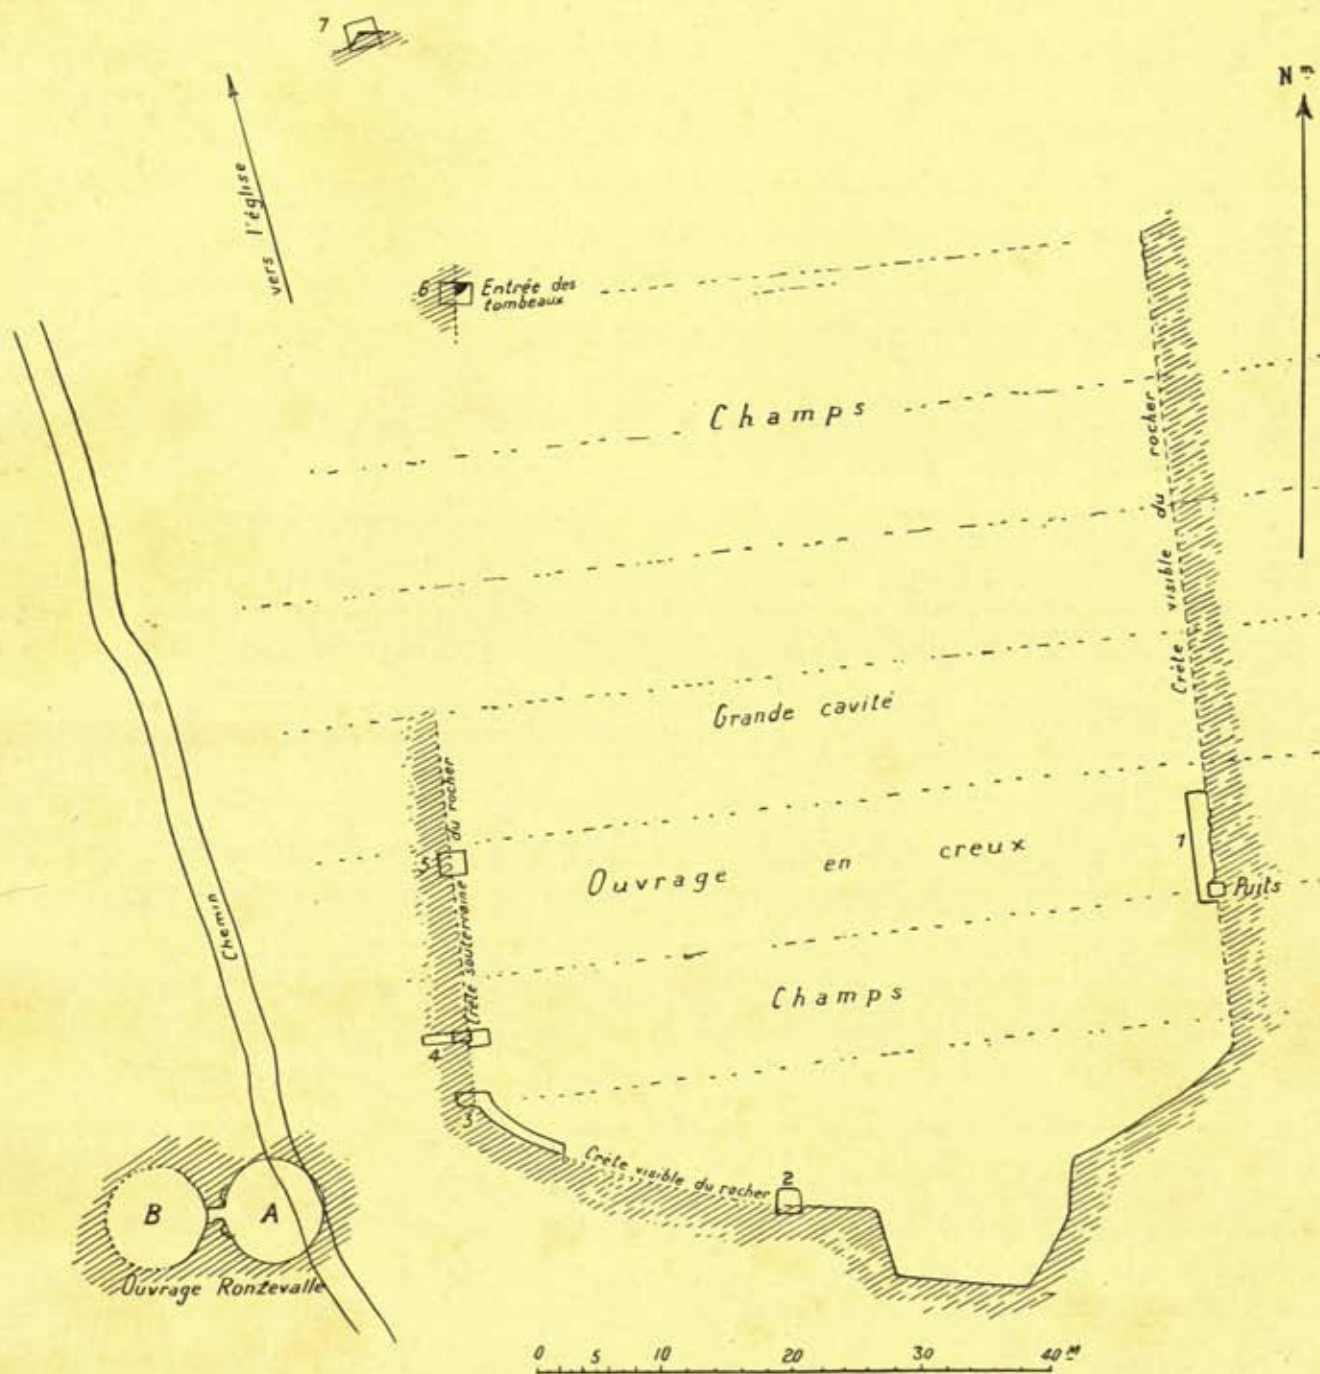 7
N m
vers l'église
6
Entrée des
tombeaux
Champs
Crête visible du rocher
Grande cavité
Crête souterraine du rocher
5
1
Ouvrage en creux
Puits
Chemin
Champs
4
3
Crête visible du rocher
2
B
A
Ouvrage Ronzevalle
0 5 10 20 30 40 M